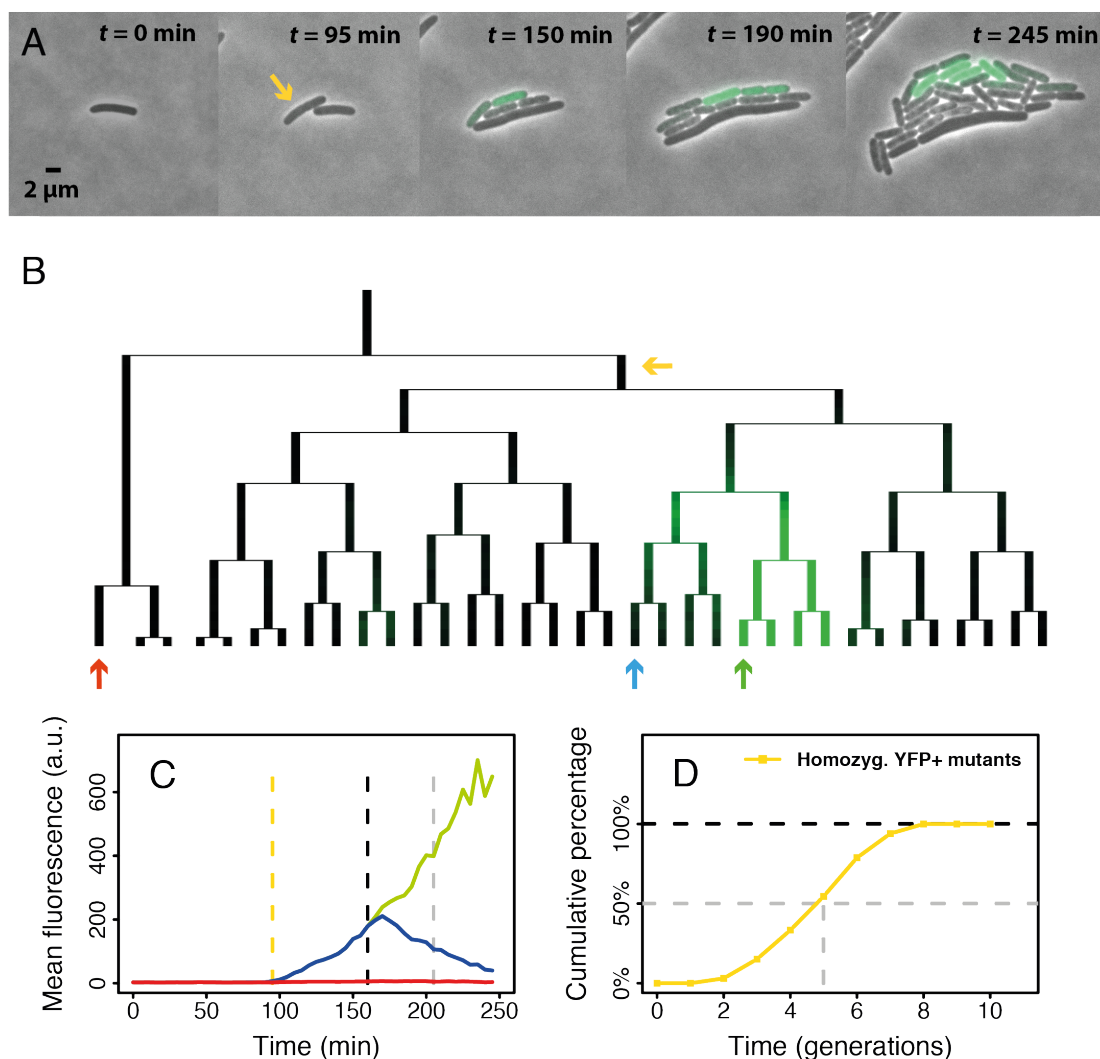 A
t = 0 min
t = 95 min
t = 150 min
t = 190 min
t = 245 min
2 µm
B
C
Mean fluorescence (a.u.)
600
400
200
0
0 50 100 150 200 250
Time (min)
D
Homozyg. YFP+ mutants
Cumulative percentage
100%
50%
0%
0 2 4 6 8 10
Time (generations)